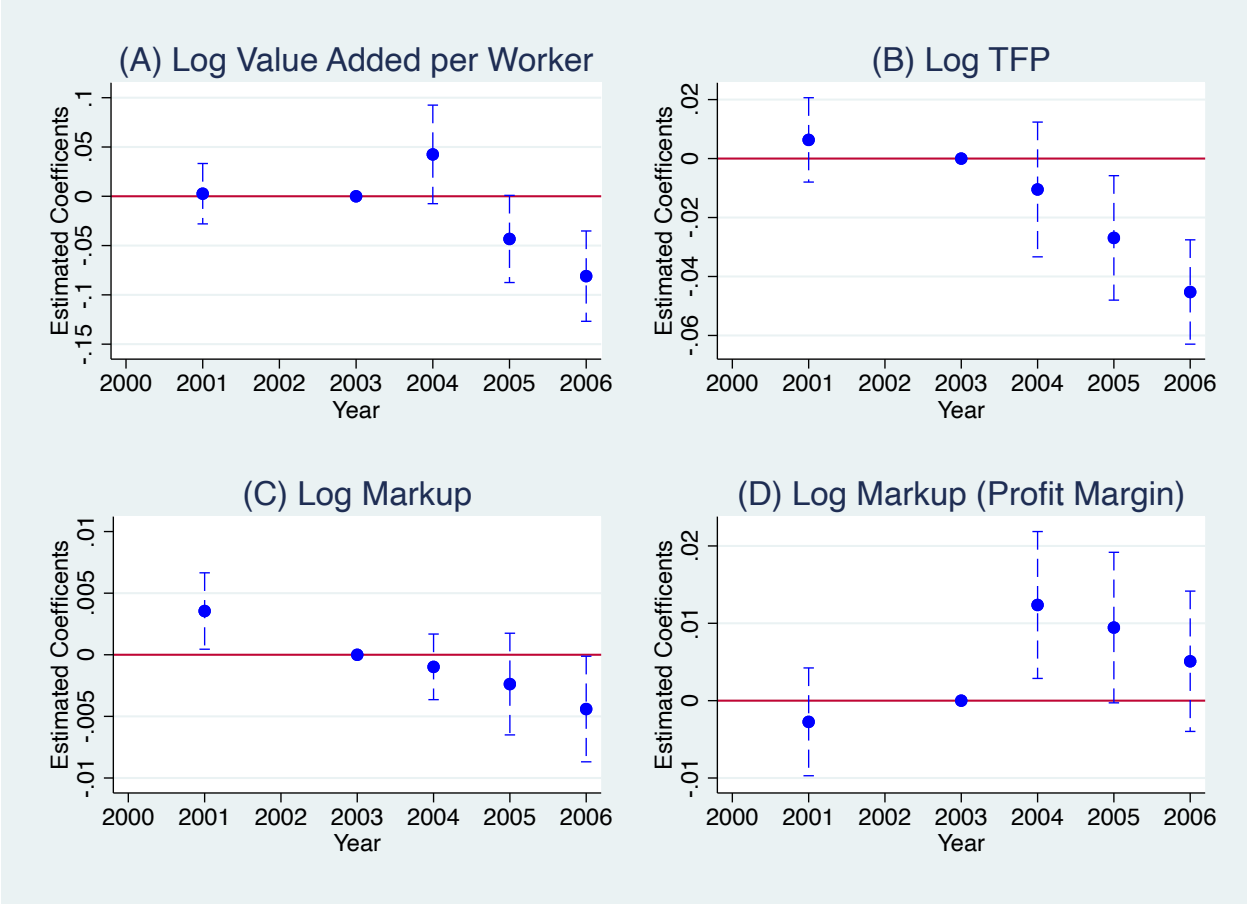 (A) Log Value Added per Worker
Estimated Coefficents
.1
.05
0
-.05
-.1
-.15
2000 2001 2002 2003 2004 2005 2006
Year
(B) Log TFP
Estimated Coefficents
.02
0
-.02
-.04
-.06
2000 2001 2002 2003 2004 2005 2006
Year
(C) Log Markup
Estimated Coefficents
.01
.005
0
-.005
-.01
2000 2001 2002 2003 2004 2005 2006
Year
(D) Log Markup (Profit Margin)
Estimated Coefficents
.02
.01
0
-.01
2000 2001 2002 2003 2004 2005 2006
Year